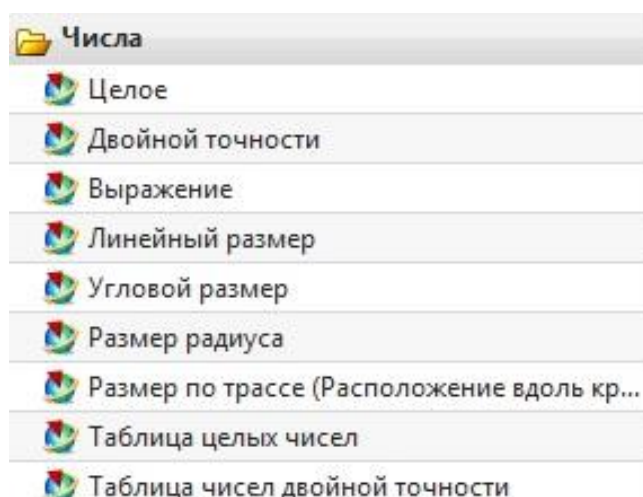 Числа
Целое
Двойной точности
Выражение
Линейный размер
Угловой размер
Размер радиуса
Размер по трассе (Расположение вдоль кр...
Таблица целых чисел
Таблица чисел двойной точности